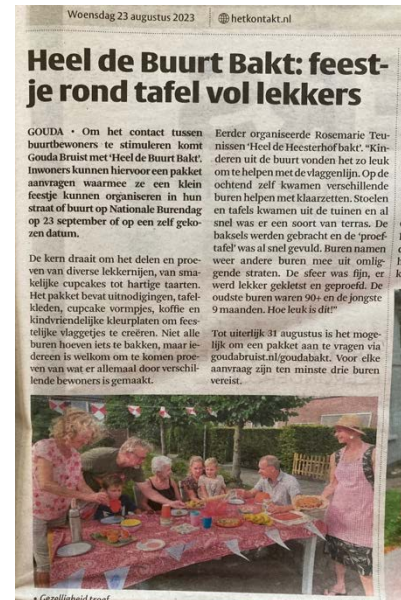 Woensdag 23 augustus 2023
hetkontakt.nl
Heel de Buurt Bakt: feest-
je rond tafel vol lekkers
GOUDA • Om het contact tussen
buurtbewoners te stimuleren komt
Gouda Bruist met 'Heel de Buurt Bakt'.
Inwoners kunnen hiervoor een pakket
aanvragen waarmee ze een klein
feestje kunnen organiseren in hun
straat of buurt op Nationale Burendag
op 23 september of op een zelf geko-
zen datum.
De kern draait om het delen en proe-
ven van diverse lekkernijen, van sma-
kelijke cupcakes tot hartige taarten.
Het pakket bevat uitnodigingen, tafel-
kleden, cupcake vormpjes, koffie en
kindvriendelijke kleurplaten om fees-
telijke vlaggetjes te creëren. Niet alle
buren hoeven iets te bakken, maar ie-
dereen is welkom om te komen proe-
ven van wat er allemaal door verschil-
lende bewoners is gemaakt.
Eerder organiseerde Rosemarie Teu-
nissen 'Heel de Heesterhof bakt'. "Kin-
deren uit de buurt vonden het zo leuk
om te helpen met de vlaggenlijn. Op de
ochtend zelf kwamen verschillende
buren helpen met klaarzetten. Stoelen
en tafels kwamen uit de tuinen en al
snel was er een soort van terras. De
baksels werden gebracht en de 'proef-
tafel' was al snel gevuld. Buren namen
weer andere buren mee uit omlig-
gende straten. De sfeer was fijn, er
werd lekker gekletst en geproefd. De
oudste buren waren 90+ en de jongste
9 maanden. Hoe leuk is dit!"
Tot uiterlijk 31 augustus is het moge-
lijk om een pakket aan te vragen via
goudabruist.nl/goudabakt. Voor elke
aanvraag zijn ten minste drie buren
vereist.
• Gezelligheid troef